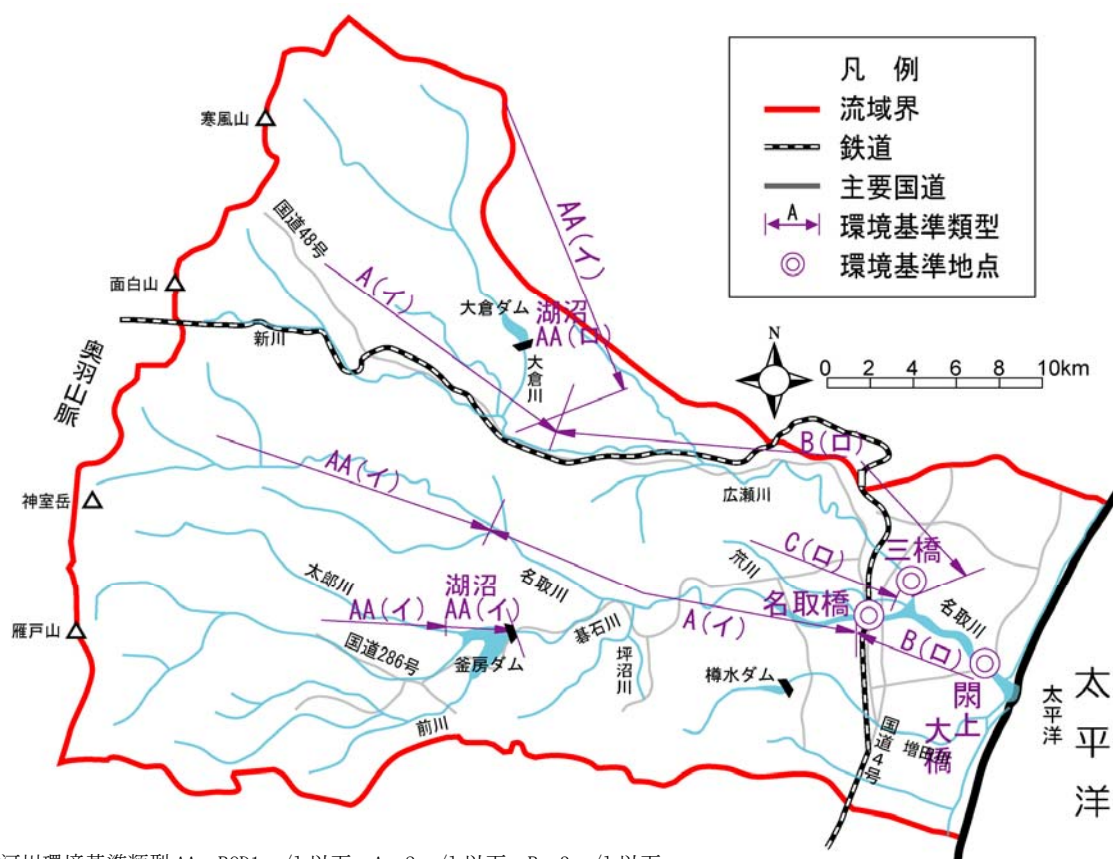 凡 例
流域界
鉄道
主要国道
A
環境基準類型
環境基準地点
寒風山
国道48号
AA(イ)
A(イ)
面白山
大倉ダム
湖沼
AA(ロ)
新川
大倉川
N
0 2 4 6 8 10km
奥羽山脈
B(ロ)
AA(イ)
広瀬川
神室岳
C(ロ)
三橋
笊川
太郎川
湖沼
名取川
名取橋
名取川
AA(イ)
AA(イ)
A(イ)
碁石川
B(ロ)
雁戸山
国道286号
釜房ダム
坪沼川
樽水ダム
閖上大橋
太平洋
太平洋
前川
国道4号
増田川